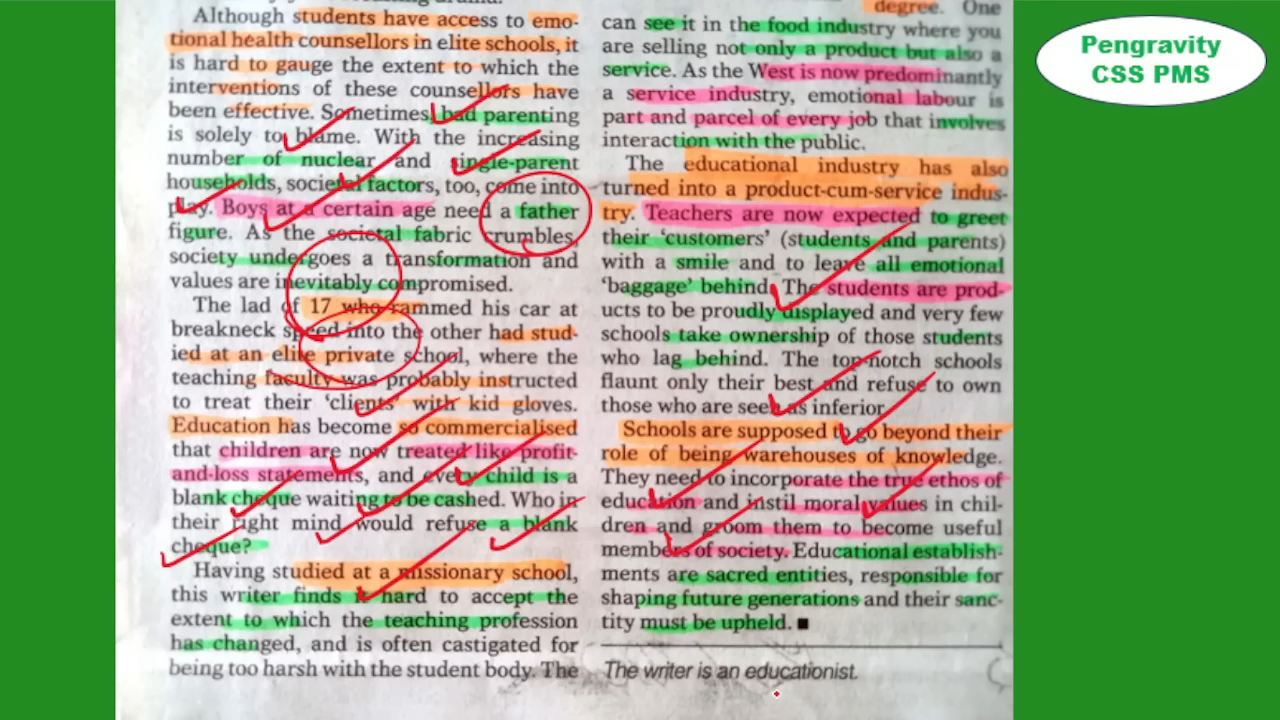 Although students have access to emo-
tional health counsellors in elite schools, it
is hard to gauge the extent to which the
interventions of these counsellors have
been effective. Sometimes bad parenting
is solely to blame. With the increasing
number of nuclear and single-parent
households, societal factors, too, come into
play. Boys at a certain age need a father
figure. As the societal fabric crumbles,
society undergoes a transformation and
values are inevitably compromised.
The lad of 17 who rammed his car at
breakneck speed into the other had stud-
ied at an elite private school, where the
teaching faculty was probably instructed
to treat their ‘clients’ with kid gloves.
Education has become so commercialised
that children are now treated like profit-
and-loss statements, and every child is a
blank cheque waiting to be cashed. Who in
their right mind would refuse a blank
cheque?
Having studied at a missionary school,
this writer finds it hard to accept the
extent to which the teaching profession
has changed, and is often castigated for
being too harsh with the student body. The
degree. One
can see it in the food industry where you
are selling not only a product but also a
service. As the West is now predominantly
a service industry, emotional labour is
part and parcel of every job that involves
interaction with the public.
The educational industry has also
turned into a product-cum-service indus-
try. Teachers are now expected to greet
their ‘customers’ (students and parents)
with a smile and to leave all emotional
‘baggage’ behind. The students are prod-
ucts to be proudly displayed and very few
schools take ownership of those students
who lag behind. The top-notch schools
flaunt only their best and refuse to own
those who are seen as inferior.
Schools are supposed to go beyond their
role of being warehouses of knowledge.
They need to incorporate the true ethos of
education and instil moral values in chil-
dren and groom them to become useful
members of society. Educational establish-
ments are sacred entities, responsible for
shaping future generations and their sanc-
tity must be upheld. ■
The writer is an educationist.
Pengravity
CSS PMS